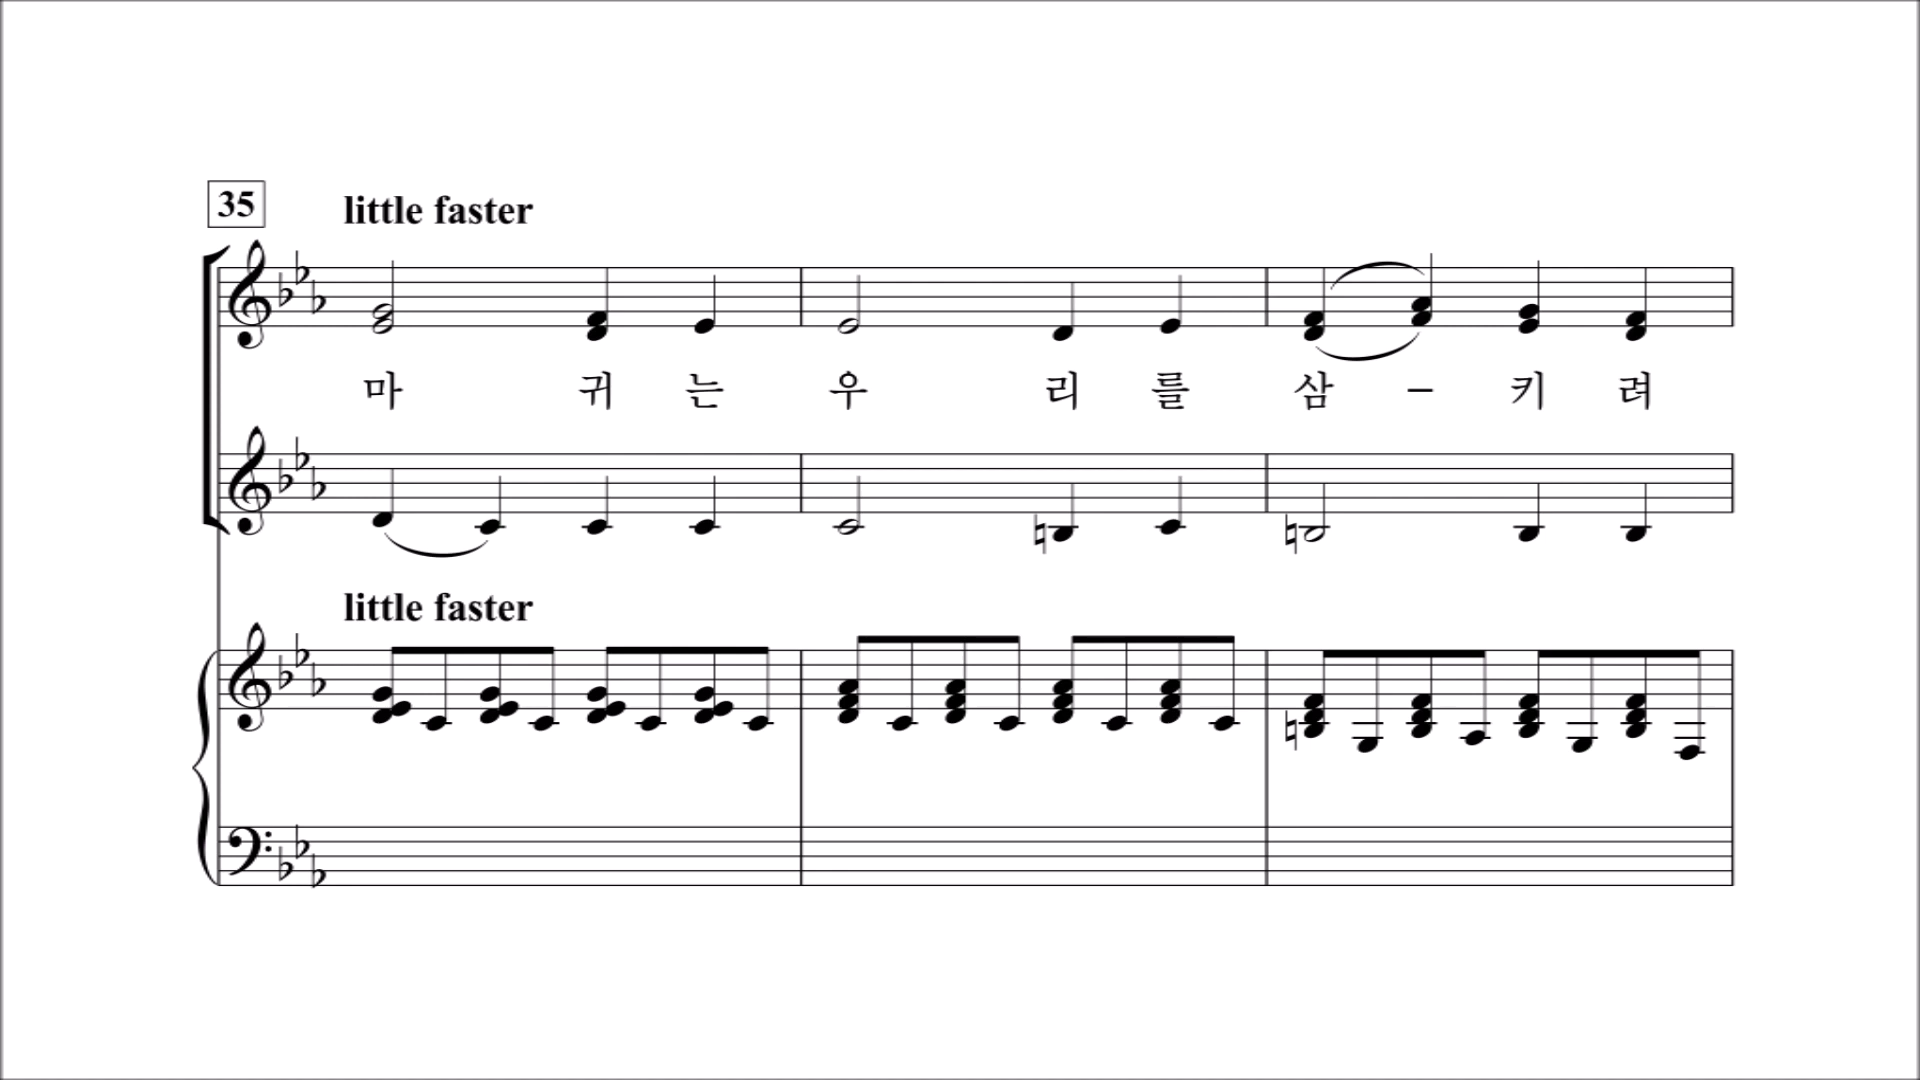 35
little faster
마 귀 는 우 리 를 삼 – 키 려
little faster